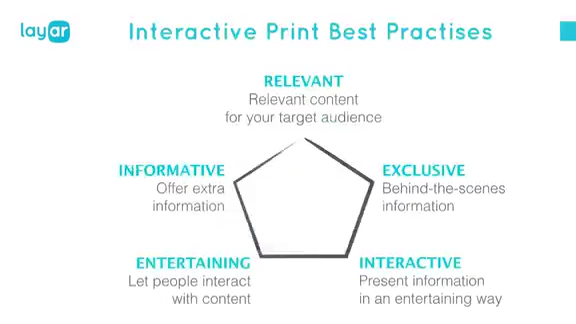 layar
Interactive Print Best Practises
RELEVANT
Relevant content
for your target audience
INFORMATIVE
Offer extra
information
EXCLUSIVE
Behind-the-scenes
information
ENTERTAINING
Let people interact
with content
INTERACTIVE
Present information
in an entertaining way